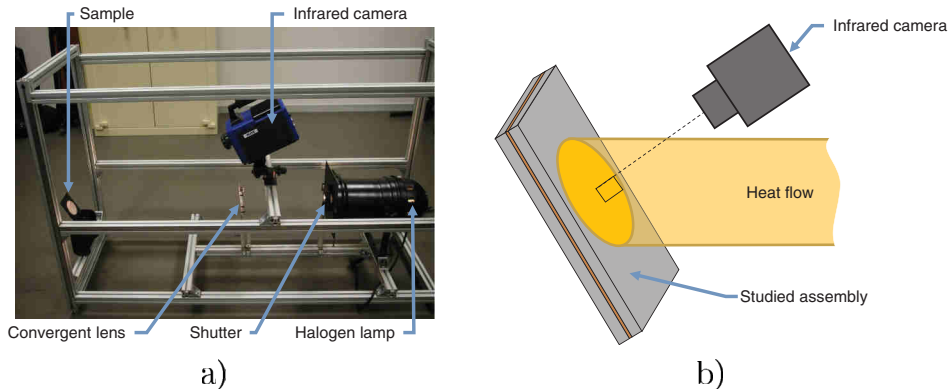 Sample
Infrared camera
Convergent lens
Shutter
Halogen lamp
a)
Infrared camera
Heat flow
Studied assembly
b)